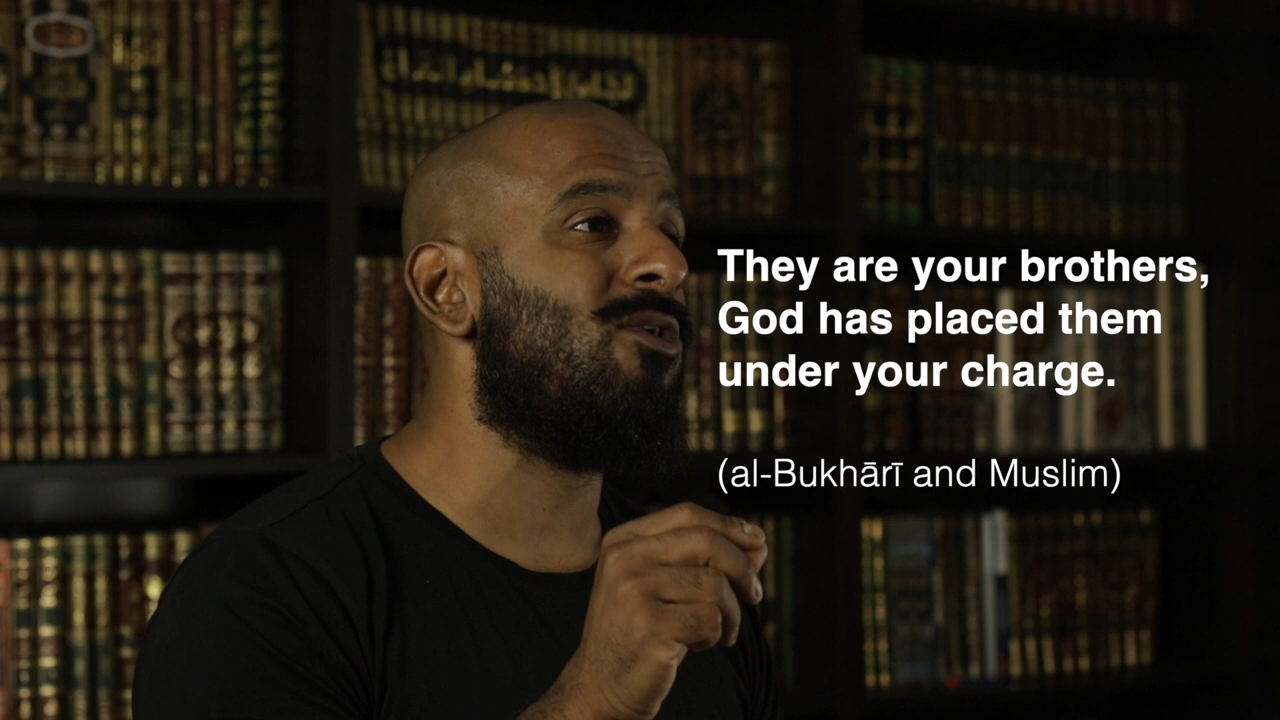 They are your brothers,
God has placed them
under your charge.
(al-Bukhārī and Muslim)